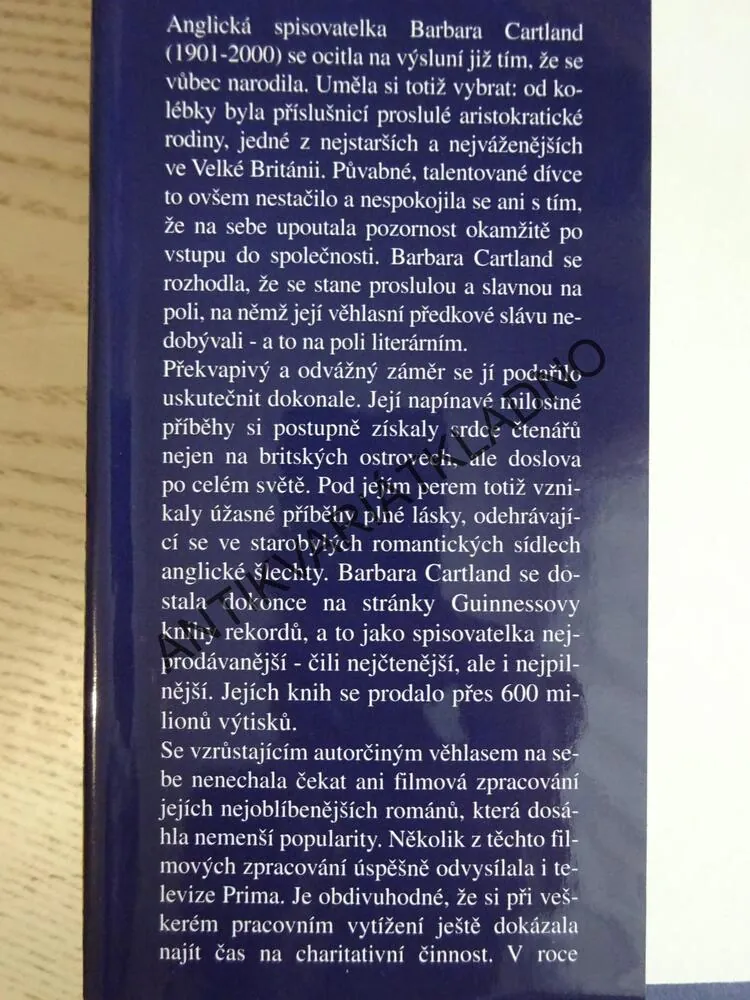 Anglická spisovatelka Barbara Cartland
(1901-2000) se ocitla na výsluní již tím, že se
vůbec narodila. Uměla si totiž vybrat: od ko-
lébky byla příslušnicí proslulé aristokratické
rodiny, jedné z nejstarších a nejváženějších
ve Velké Británii. Půvabné, talentované dívce
to ovšem nestačilo a nespokojila se ani s tím,
že na sebe upoutala pozornost okamžitě po
vstupu do společnosti. Barbara Cartland se
rozhodla, že se stane proslulou a slavnou na
poli, na němž její věhlasní předkové slávu ne-
dobývali - a to na poli literárním.
Překvapivý a odvážný záměr se jí podařilo
uskutečnit dokonale. Její napínavé milostné
příběhy si postupně získaly srdce čtenářů
nejen na britských ostrovech, ale doslova
po celém světě. Pod jejím perem totiž vzni-
kaly úžasné příběhy plné lásky, odehrávají-
cí se ve starobylých romantických sídlech
anglické šlechty. Barbara Cartland se do-
stala dokonce na stránky Guinnessovy
knihy rekordů, a to jako spisovatelka nej-
prodávanější - čili nejčtenější, ale i nejpil-
nější. Jejích knih se prodalo přes 600 mi-
lionů výtisků.
Se vzrůstajícím autorčiným věhlasem na se-
be nenechala čekat ani filmová zpracování
jejích nejoblíbenějších románů, která dosá-
hla nemenší popularity. Několik z těchto fil-
mových zpracování úspěšně odvysílala i te-
levize Prima. Je obdivuhodné, že si při veš-
kerém pracovním vytížení ještě dokázala
najít čas na charitativní činnost. V roce
ANTIKVARIÁTKLADNO